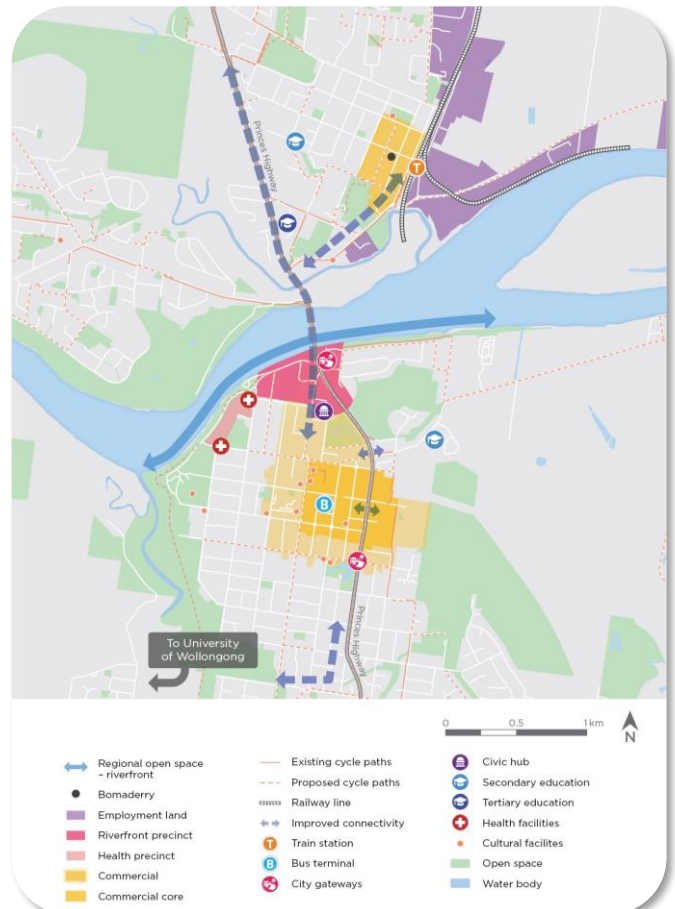 Princes Highway
T
B
Princes Highway
To University
of Wollongong
0 0.5 1 km
N
Regional open space
– riverfront
Bomaderry
Employment land
Riverfront precinct
Health precinct
Commercial
Commercial core
Existing cycle paths
Proposed cycle paths
Railway line
Improved connectivity
T Train station
B Bus terminal
City gateways
Civic hub
Secondary education
Tertiary education
Health facilities
Cultural facilites
Open space
Water body